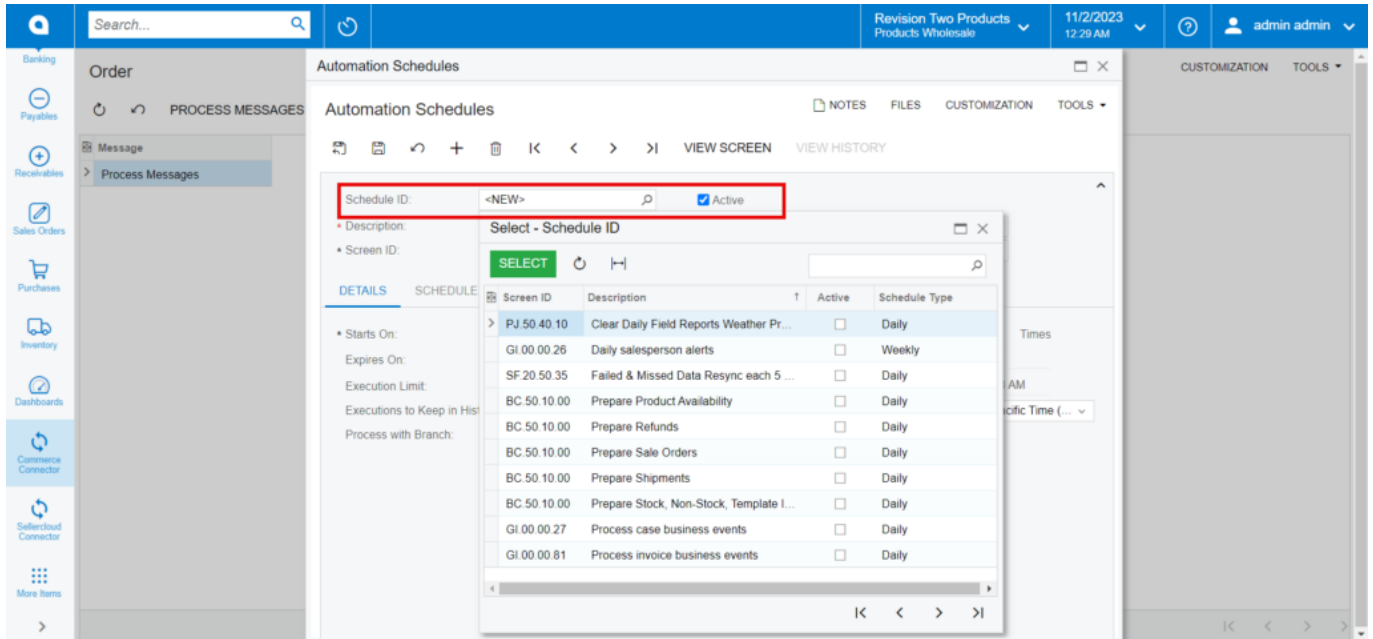 Search...
Revision Two Products
Products Wholesale
11/2/2023
12:29 AM
admin admin
Banking
Payables
Receivables
Sales Orders
Purchases
Inventory
Dashboards
Commerce
Connector
Sellercloud
Connector
More Items
Order
CUSTOMIZATION TOOLS
PROCESS MESSAGES
Message
Process Messages
Automation Schedules
Automation Schedules
NOTES FILES CUSTOMIZATION TOOLS
VIEW SCREEN VIEW HISTORY
Schedule ID: <NEW> Active
* Description:
* Screen ID:
DETAILS SCHEDULE
* Starts On:
Expires On:
Execution Limit:
Executions to Keep in Hist
Process with Branch:
Times
AM
cific Time (...
Select - Schedule ID
SELECT
Screen ID Description Active Schedule Type
PJ.50.40.10 Clear Daily Field Reports Weather Pr... Daily
GI.00.00.26 Daily salesperson alerts Weekly
SF.20.50.35 Failed & Missed Data Resync each 5 ... Daily
BC.50.10.00 Prepare Product Availability Daily
BC.50.10.00 Prepare Refunds Daily
BC.50.10.00 Prepare Sale Orders Daily
BC.50.10.00 Prepare Shipments Daily
BC.50.10.00 Prepare Stock, Non-Stock, Template I... Daily
GI.00.00.27 Process case business events Daily
GI.00.00.81 Process invoice business events Daily